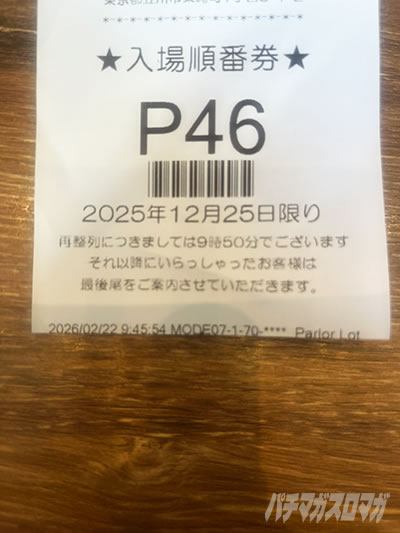 ★入場順番券★
P46
2025年12月25日限り
再整列につきましては9時50分でございます
それ以降にいらっしゃったお客様は
最後尾をご案内させていただきます。
2026/02/22 9:45:54 MODE07-1-70-**** Parlor Lot
パチマガスロマガ